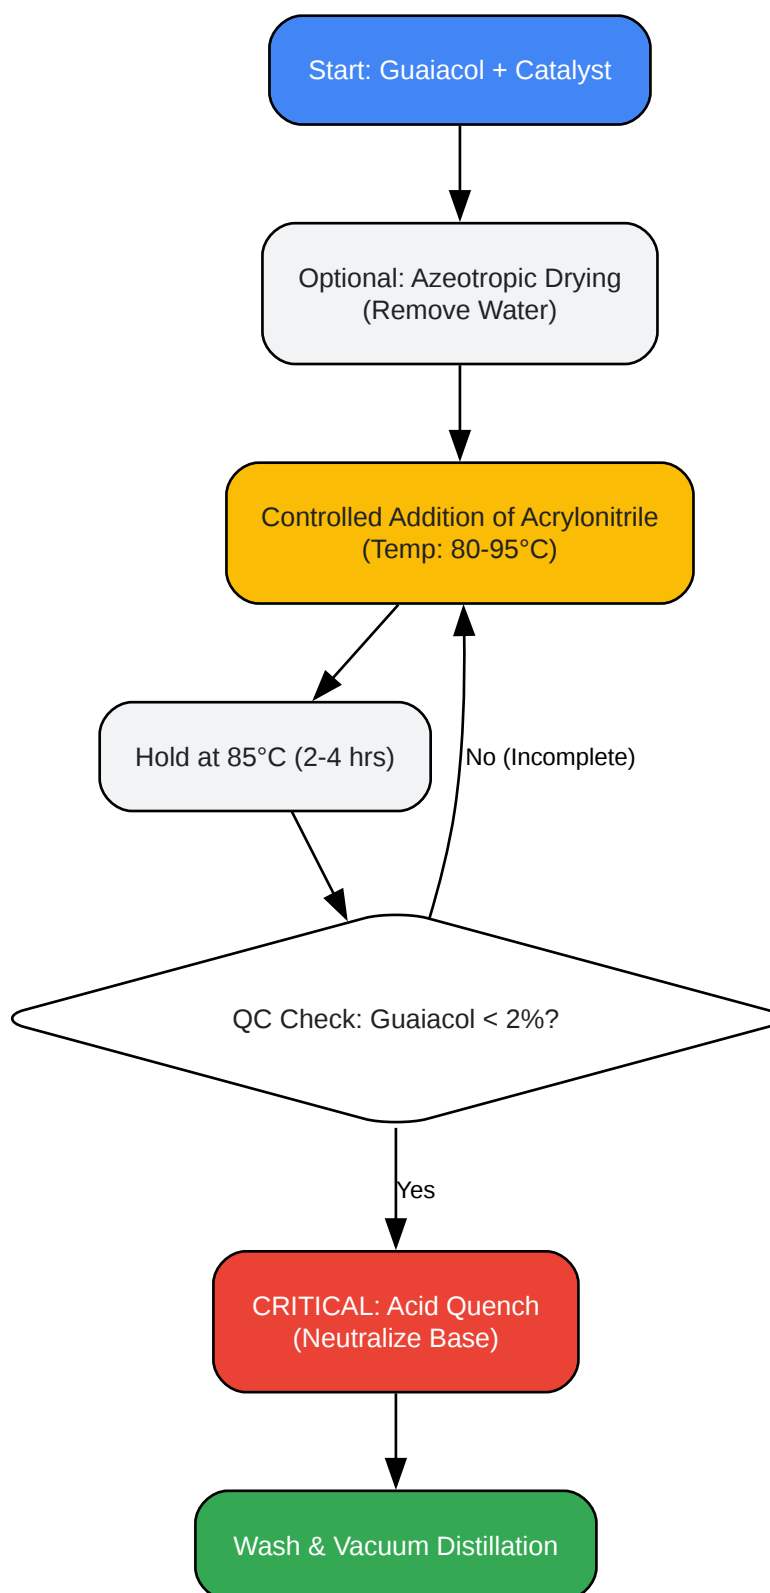 Start: Guaiacol + Catalyst
Optional: Azeotropic Drying
(Remove Water)
Controlled Addition of Acrylonitrile
(Temp: 80-95°C)
Hold at 85°C (2-4 hrs)
No (Incomplete)
QC Check: Guaiacol < 2%?
Yes
CRITICAL: Acid Quench
(Neutralize Base)
Wash & Vacuum Distillation